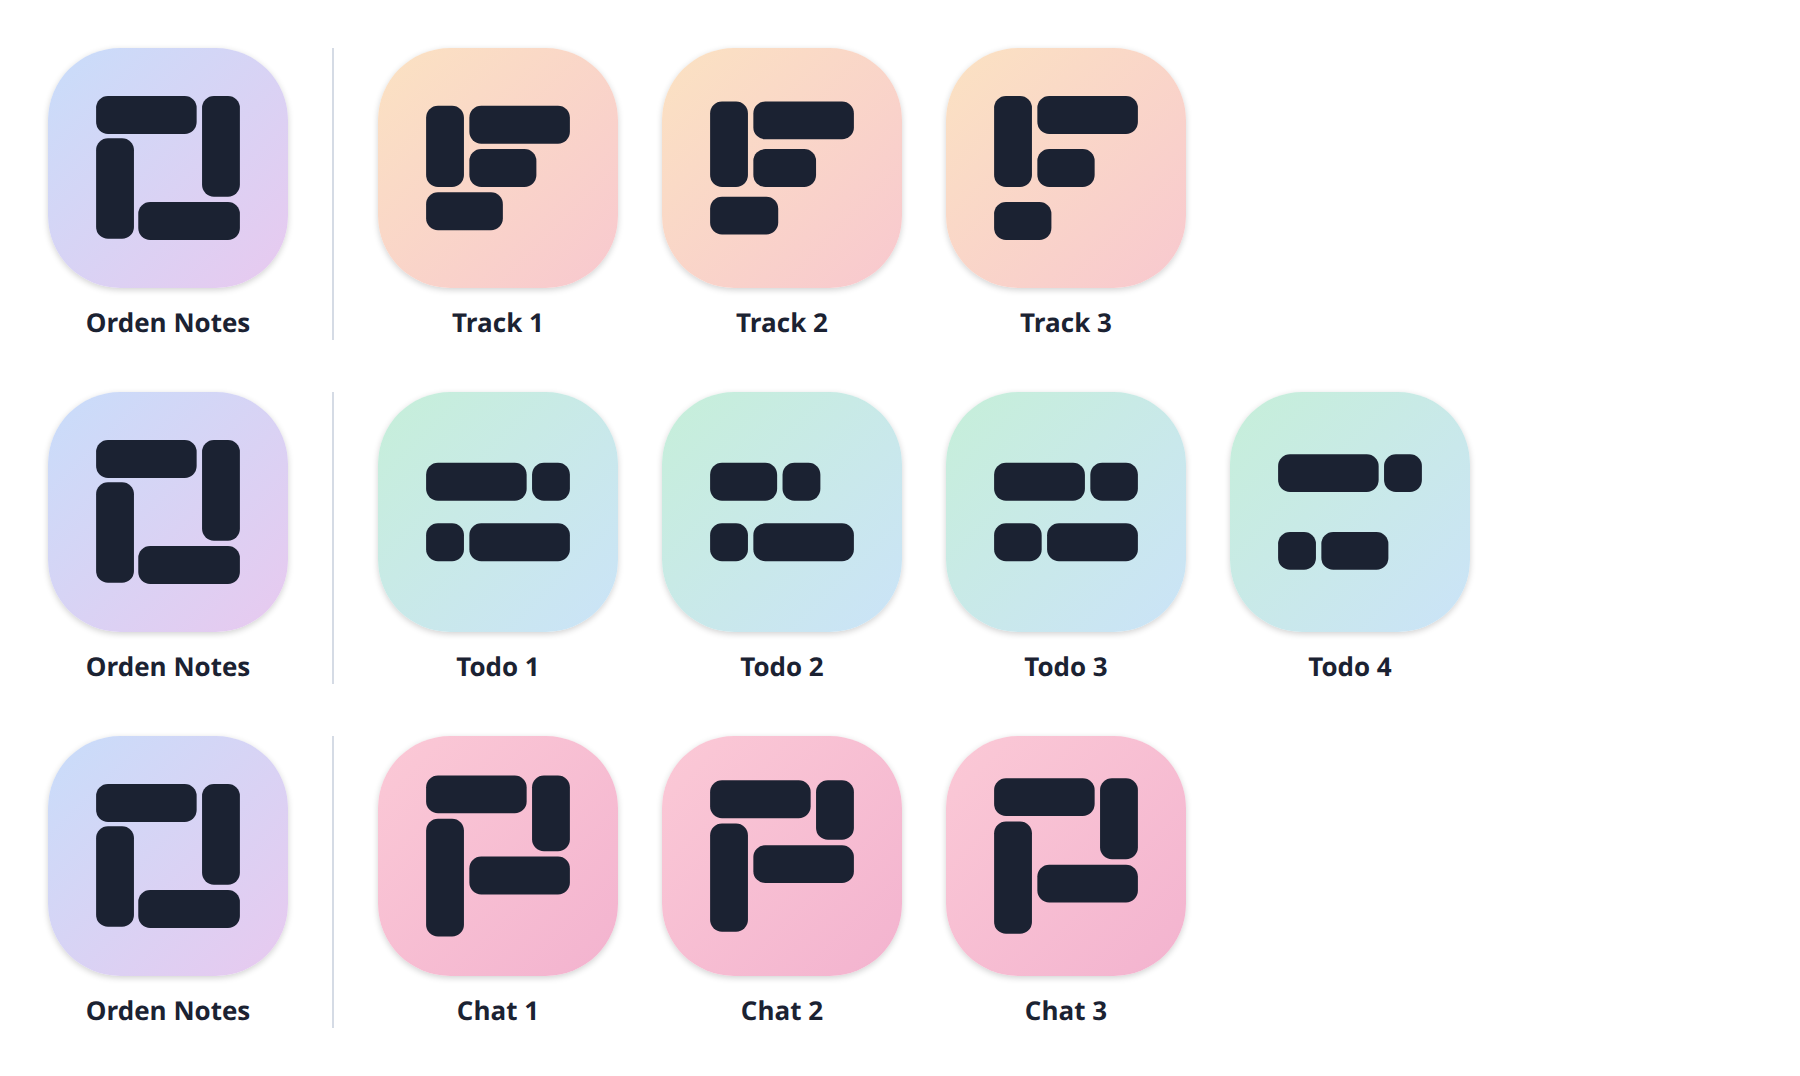 Orden Notes
Track 1
Track 2
Track 3
Orden Notes
Todo 1
Todo 2
Todo 3
Todo 4
Orden Notes
Chat 1
Chat 2
Chat 3